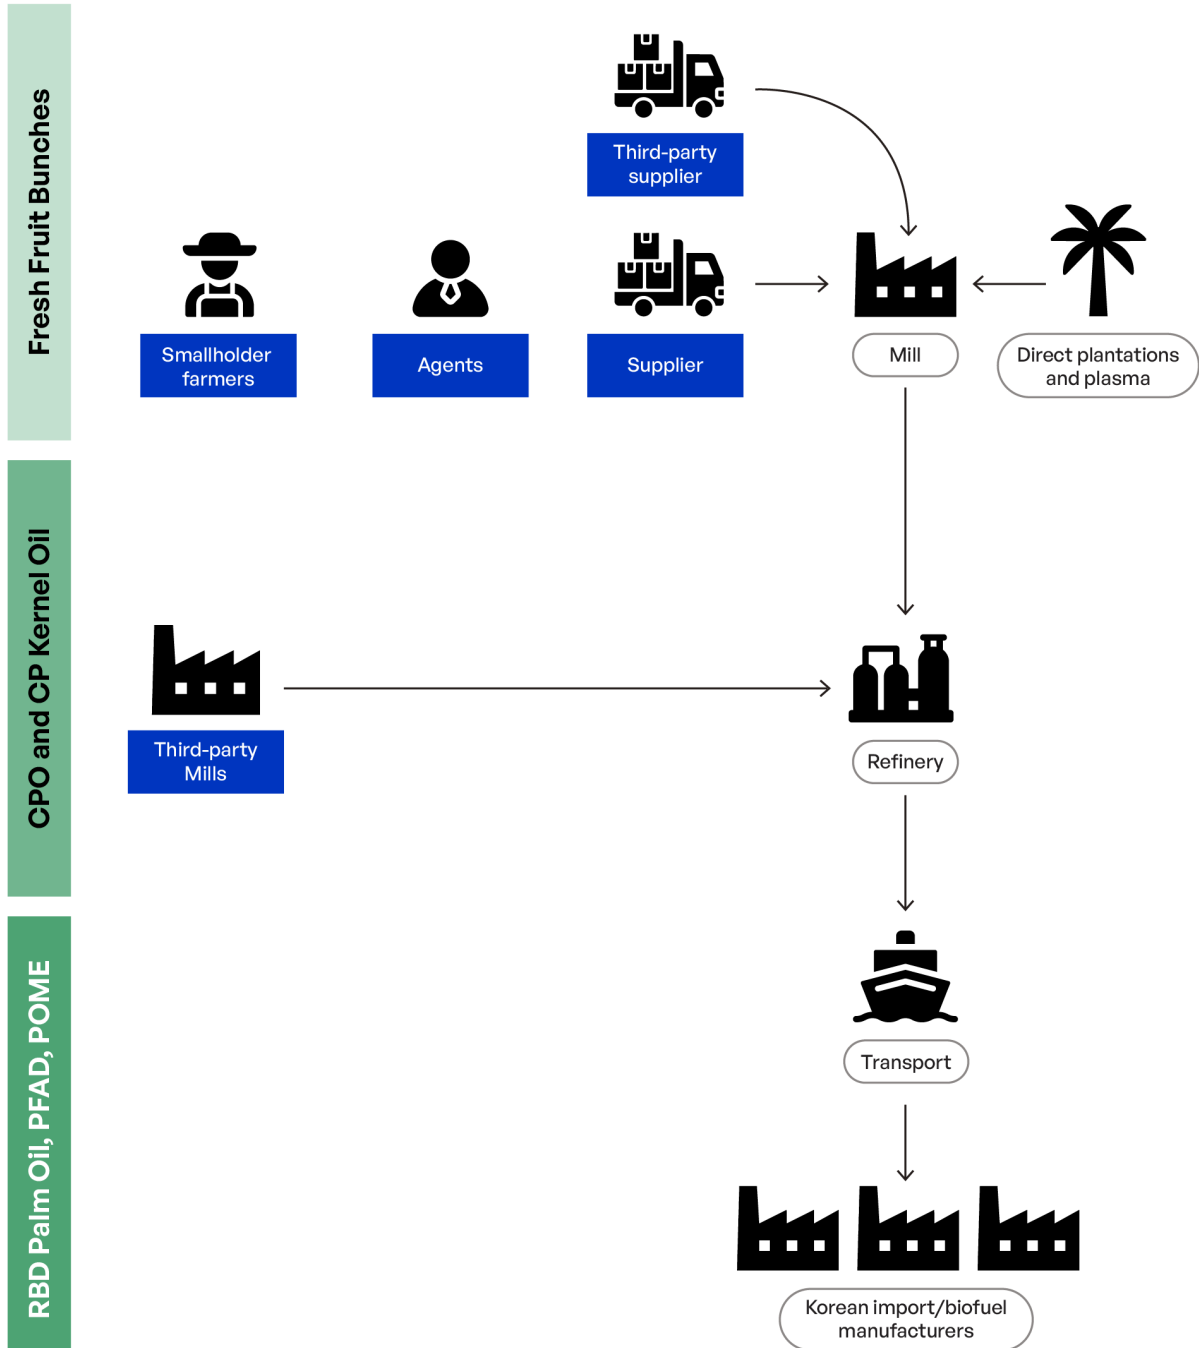 Fresh Fruit Bunches
Third-party
supplier
Smallholder
farmers
Agents
Supplier
Mill
Direct plantations
and plasma
CPO and CP Kernel Oil
Third-party
Mills
Refinery
RBD Palm Oil, PFAD, POME
Transport
Korean import/biofuel
manufacturers